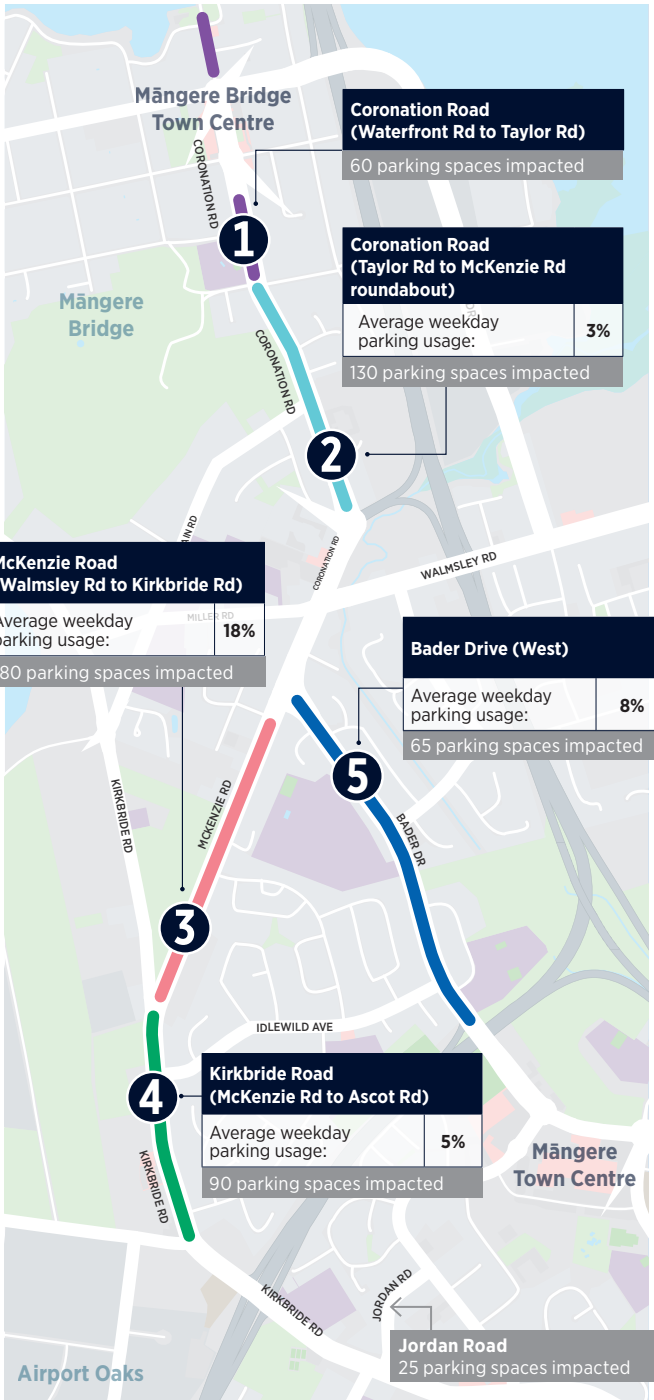 Māngere Bridge
Town Centre
CORONATION RD
Coronation Road
(Waterfront Rd to Taylor Rd)
60 parking spaces impacted
1
Coronation Road
(Taylor Rd to McKenzie Rd
roundabout)
Average weekday
parking usage:
3%
130 parking spaces impacted
Māngere
Bridge
CORONATION RD
2
AIN RD
CORONATION RD
WALMSLEY RD
McKenzie Road
(Walmsley Rd to Kirkbride Rd)
MILLER RD
Average weekday
parking usage:
18%
80 parking spaces impacted
Bader Drive (West)
Average weekday
parking usage:
8%
65 parking spaces impacted
5
KIRKBRIDE RD
MCKENZIE RD
BADER DR
3
IDLEWILD AVE
4
Kirkbride Road
(McKenzie Rd to Ascot Rd)
Average weekday
parking usage:
5%
90 parking spaces impacted
Māngere
Town Centre
KIRKBRIDE RD
KIRKBRIDE RD
JORDAN RD
Jordan Road
25 parking spaces impacted
Airport Oaks